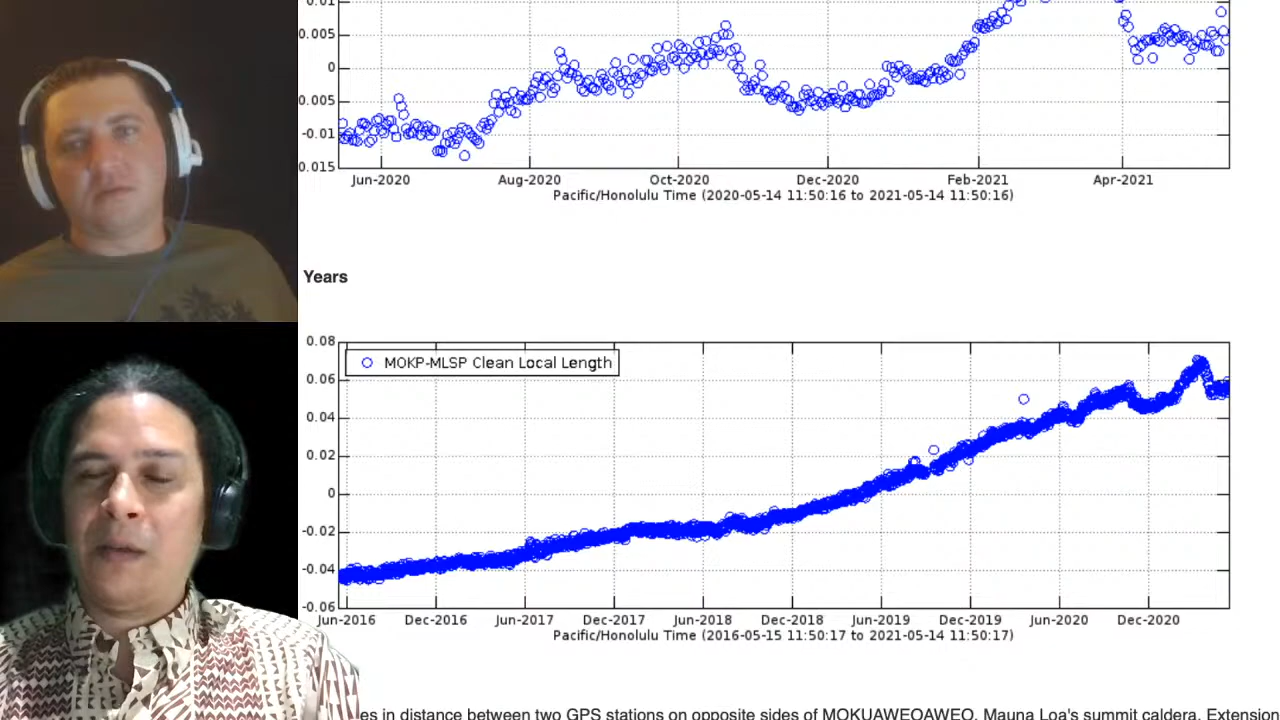 0.01
0.005
0
0.005
-0.01
0.015
Jun-2020 Aug-2020 Oct-2020 Dec-2020 Feb-2021 Apr-2021
Pacific/Honolulu Time (2020-05-14 11:50:16 to 2021-05-14 11:50:16)
Years
0.08
MOKP-MLSP Clean Local Length
0.06
0.04
0.02
0
-0.02
-0.04
-0.06
Jun-2016 Dec-2016 Jun-2017 Dec-2017 Jun-2018 Dec-2018 Jun-2019 Dec-2019 Jun-2020 Dec-2020
Pacific/Honolulu Time (2016-05-15 11:50:17 to 2021-05-14 11:50:17)
es in distance between two GPS stations on opposite sides of MOKUAWEOAWEO, Mauna Loa's summit caldera. Extension